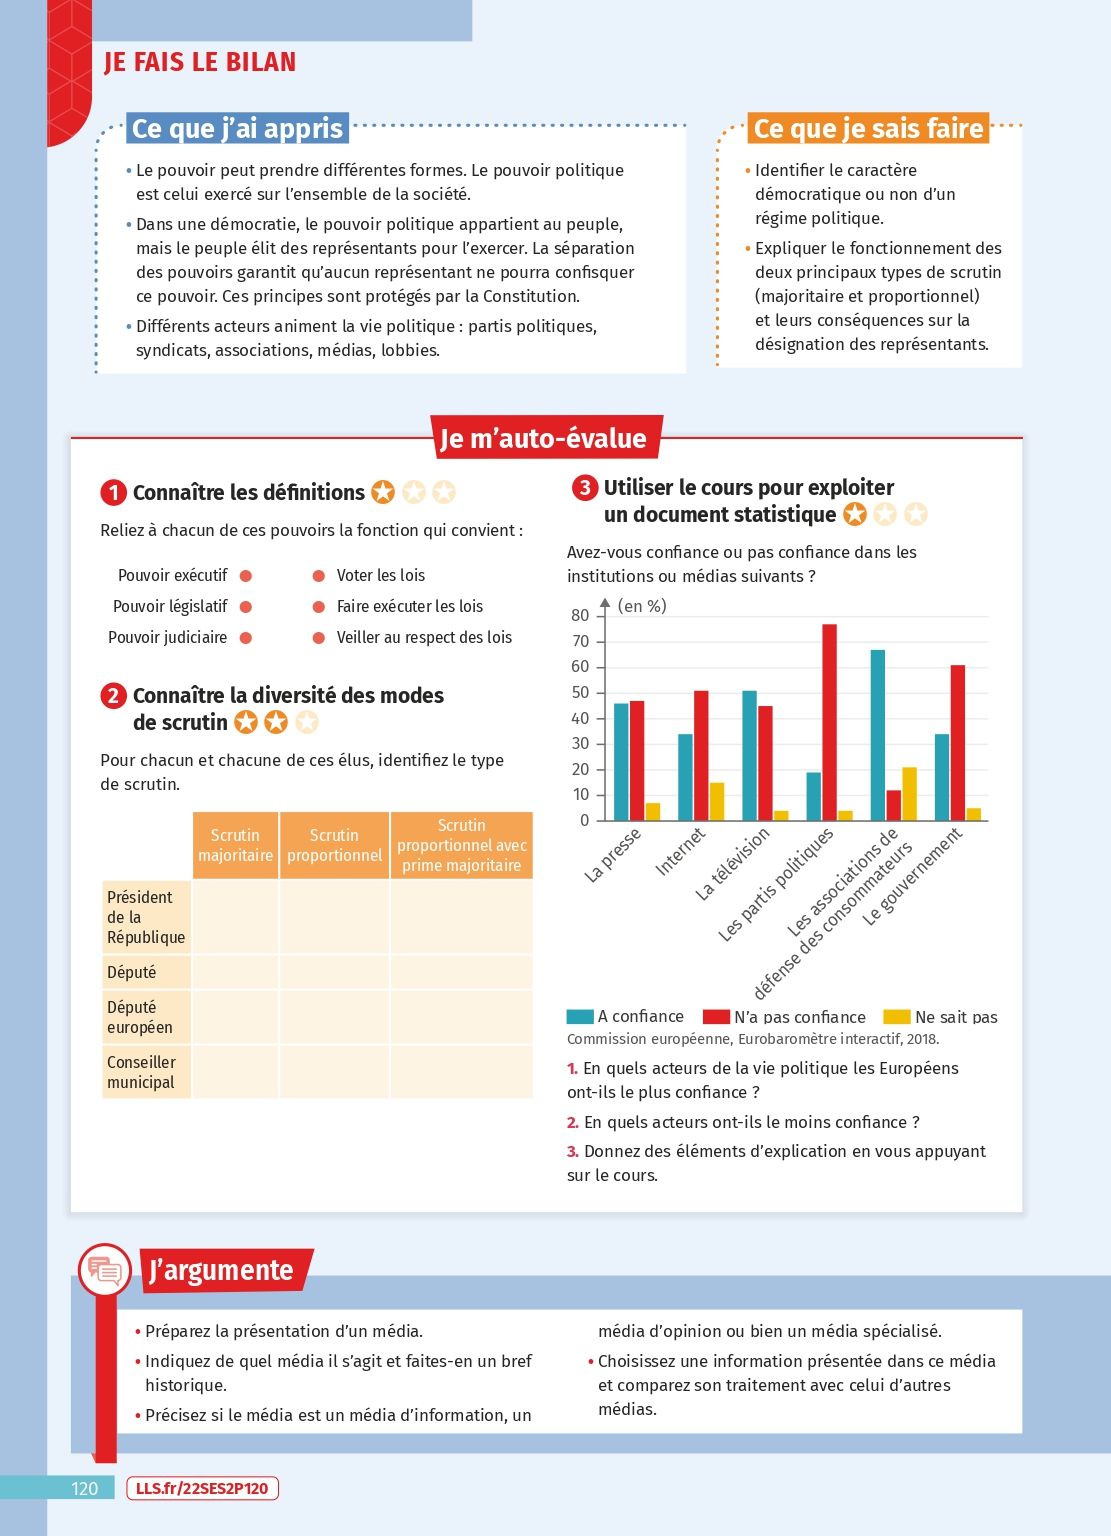 JE FAIS LE BILAN
Ce que j'ai appris
• Le pouvoir peut prendre différentes formes. Le pouvoir politique
est celui exercé sur l'ensemble de la société.
• Dans une démocratie, le pouvoir politique appartient au peuple,
mais le peuple élit des représentants pour l'exercer. La séparation
des pouvoirs garantit qu'aucun représentant ne pourra confisquer
ce pouvoir. Ces principes sont protégés par la Constitution.
• Différents acteurs animent la vie politique : partis politiques,
syndicats, associations, médias, lobbies.
Ce que je sais faire
• Identifier le caractère
démocratique ou non d'un
régime politique.
• Expliquer le fonctionnement des
deux principaux types de scrutin
(majoritaire et proportionnel)
et leurs conséquences sur la
désignation des représentants.
Je m'auto-évalue
1 Connaître les définitions
Reliez à chacun de ces pouvoirs la fonction qui convient :
Pouvoir exécutif ● ● Voter les lois
Pouvoir législatif ● ● Faire exécuter les lois
Pouvoir judiciaire ● ● Veiller au respect des lois
2 Connaître la diversité des modes
de scrutin
Pour chacun et chacune de ces élus, identifiez le type
de scrutin.
Scrutin
majoritaire
Scrutin
proportionnel
Scrutin
proportionnel avec
prime majoritaire
Président
de la
République
Député
Député
européen
Conseiller
municipal
3 Utiliser le cours pour exploiter
un document statistique
Avez-vous confiance ou pas confiance dans les
institutions ou médias suivants ?
(en %)
80
70
60
50
40
30
20
10
0
La presse
Internet
La télévision
Les partis politiques
Les associations de
défense des consommateurs
Le gouvernement
A confiance N'a pas confiance Ne sait pas
Commission européenne, Eurobaromètre interactif, 2018.
1. En quels acteurs de la vie politique les Européens
ont-ils le plus confiance ?
2. En quels acteurs ont-ils le moins confiance ?
3. Donnez des éléments d'explication en vous appuyant
sur le cours.
J'argumente
• Préparez la présentation d'un média.
• Indiquez de quel média il s'agit et faites-en un bref
historique.
• Précisez si le média est un média d'information, un
média d'opinion ou bien un média spécialisé.
• Choisissez une information présentée dans ce média
et comparez son traitement avec celui d'autres
médias.
120
LLS.fr/22SES2P120